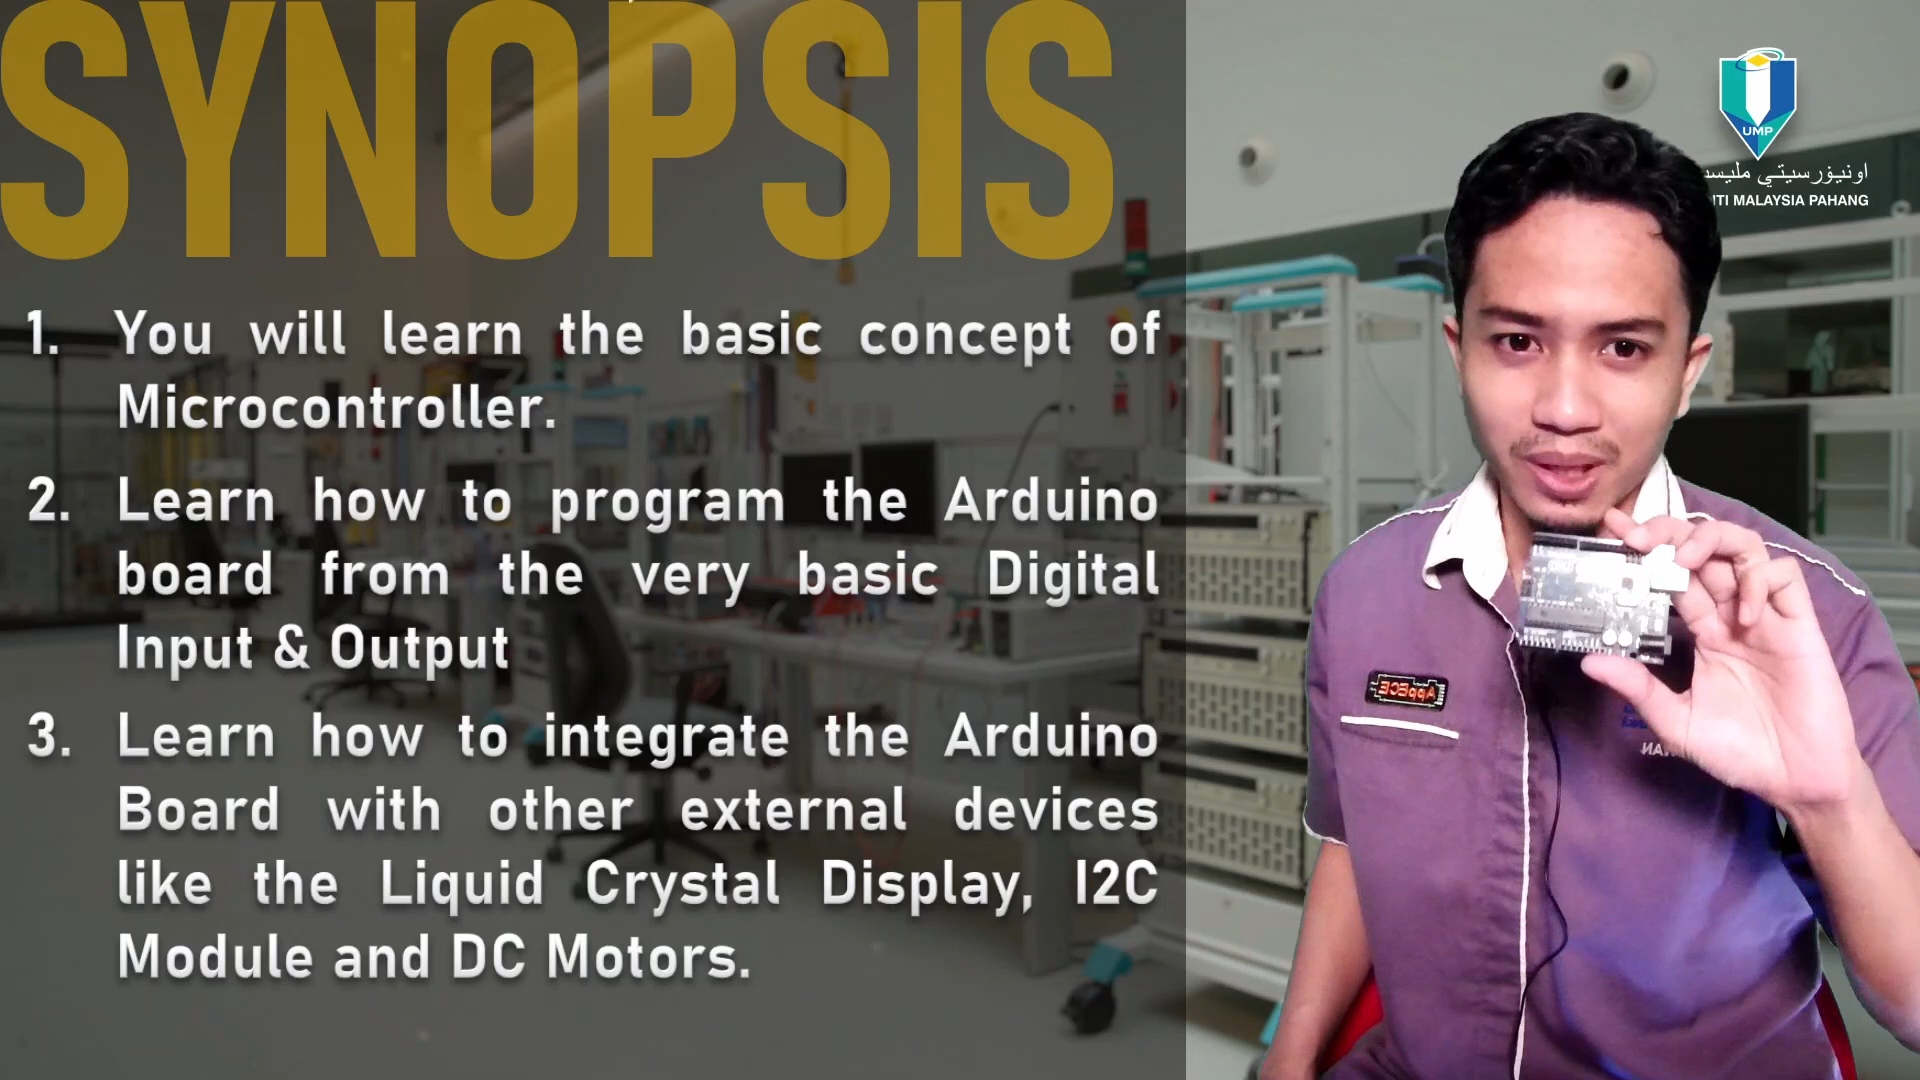 SYNOPSIS
1. You will learn the basic concept of
Microcontroller.
2. Learn how to program the Arduino
board from the very basic Digital
Input & Output
3. Learn how to integrate the Arduino
Board with other external devices
like the Liquid Crystal Display, I2C
Module and DC Motors.
UMP
اونيۏرسيتي مليسيا
MALAYSIA PAHANG
AppECE